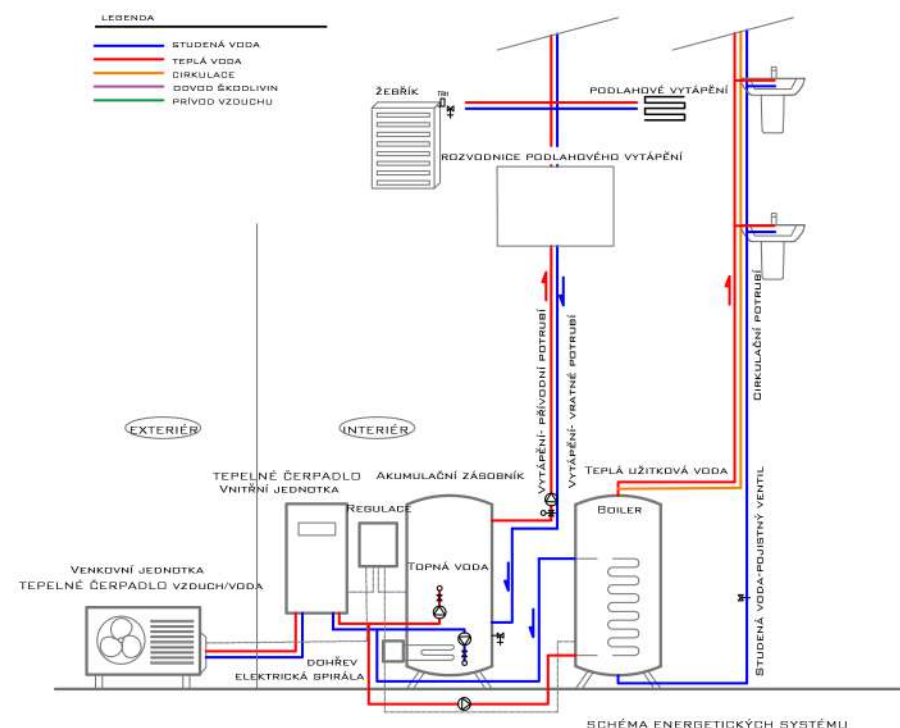 LEGENDA
STUDENÁ VODA
TEPLÁ VODA
CIRKULACE
ODVOD ŠKODLIVIN
PŘÍVOD VZDUCHU
ŽEBŘÍK
TRH
PODLAHOVÉ VYTÁPĚNÍ
ROZVODNICE PODLAHOVÉHO VYTÁPĚNÍ
VYTÁPĚNÍ- PŘÍVODNÍ POTRUBÍ
VYTÁPĚNÍ- VRATNÉ POTRUBÍ
CIRKULAČNÍ POTRUBÍ
EXTERIÉR
INTERIÉR
TEPELNÉ ČERPADLO
VNITŘNÍ JEDNOTKA
REGULACE
AKUMULAČNÍ ZÁSOBNÍK
TOPNÁ VODA
TEPLÁ UŽITKOVÁ VODA
BOILER
STUDENÁ VODA-POJISTNÝ VENTIL
VENKOVNÍ JEDNOTKA
TEPELNÉ ČERPADLO VZDUCH/VODA
DOHŘEV
ELEKTRICKÁ SPIRÁLA
SCHÉMA ENERGETICKÝCH SYSTÉMŮ